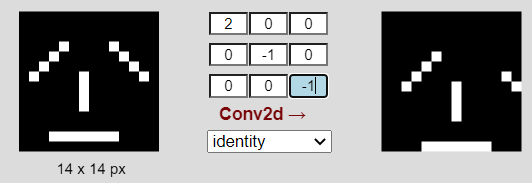 2 0 0
0 -1 0
0 0 -1
Conv2d →
identity
14 x 14 px